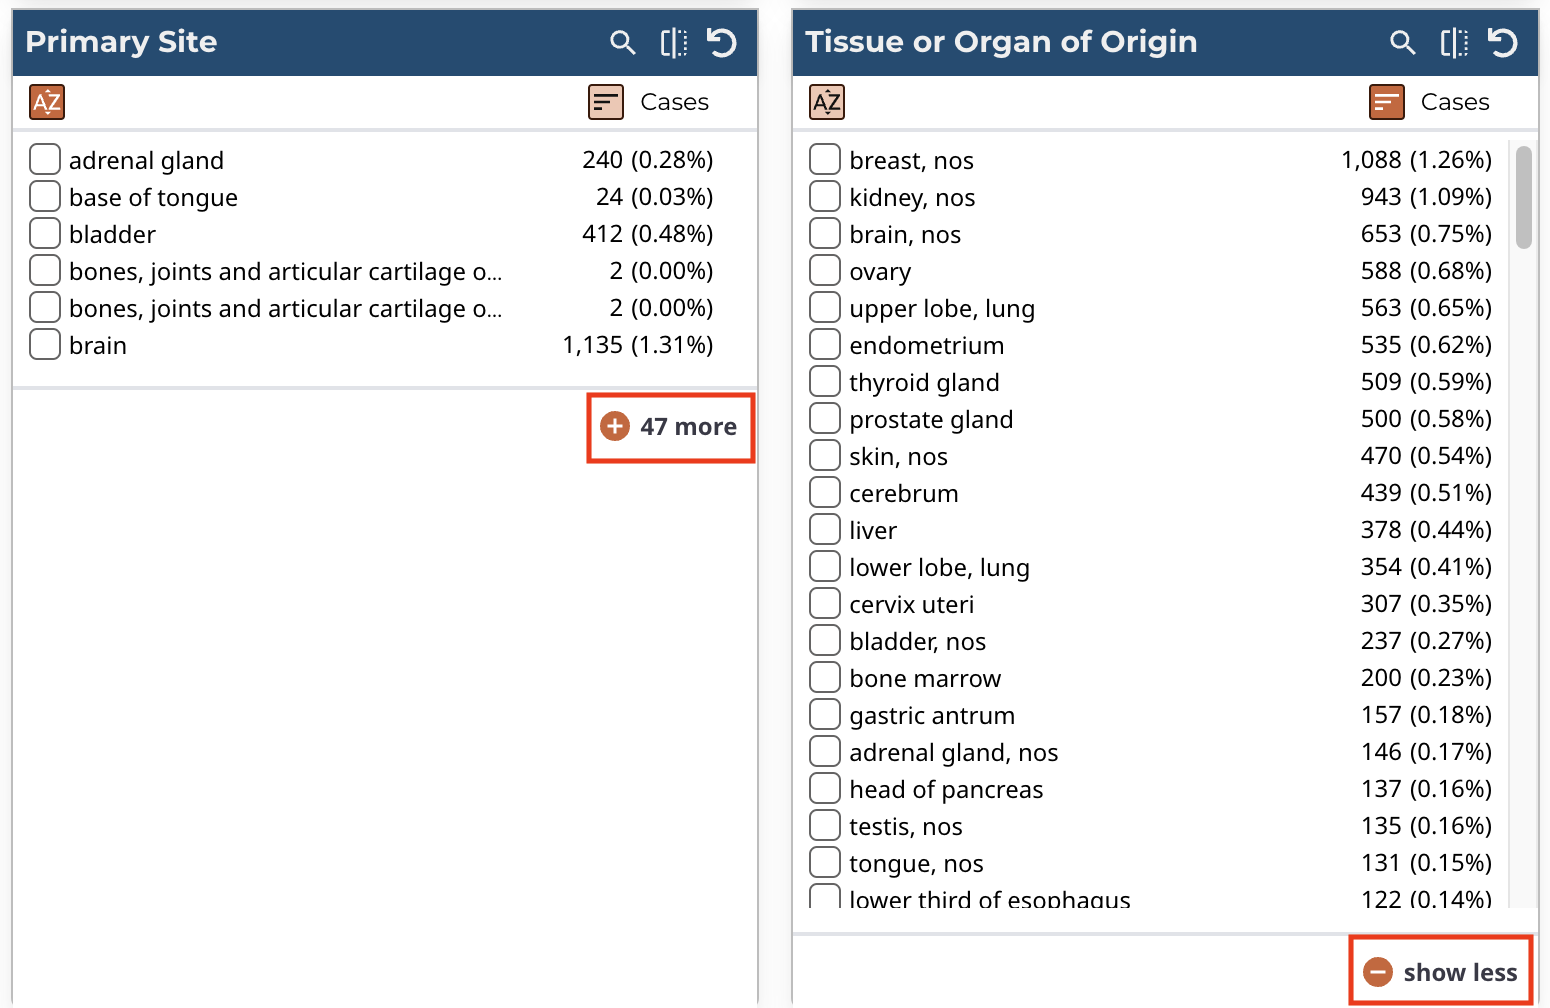 Primary Site
AZ Cases
adrenal gland 240 (0.28%)
base of tongue 24 (0.03%)
bladder 412 (0.48%)
bones, joints and articular cartilage o... 2 (0.00%)
bones, joints and articular cartilage o... 2 (0.00%)
brain 1,135 (1.31%)
47 more
Tissue or Organ of Origin
AZ Cases
breast, nos 1,088 (1.26%)
kidney, nos 943 (1.09%)
brain, nos 653 (0.75%)
ovary 588 (0.68%)
upper lobe, lung 563 (0.65%)
endometrium 535 (0.62%)
thyroid gland 509 (0.59%)
prostate gland 500 (0.58%)
skin, nos 470 (0.54%)
cerebrum 439 (0.51%)
liver 378 (0.44%)
lower lobe, lung 354 (0.41%)
cervix uteri 307 (0.35%)
bladder, nos 237 (0.27%)
bone marrow 200 (0.23%)
gastric antrum 157 (0.18%)
adrenal gland, nos 146 (0.17%)
head of pancreas 137 (0.16%)
testis, nos 135 (0.16%)
tongue, nos 131 (0.15%)
lower third of esophagus 122 (0.14%)
show less